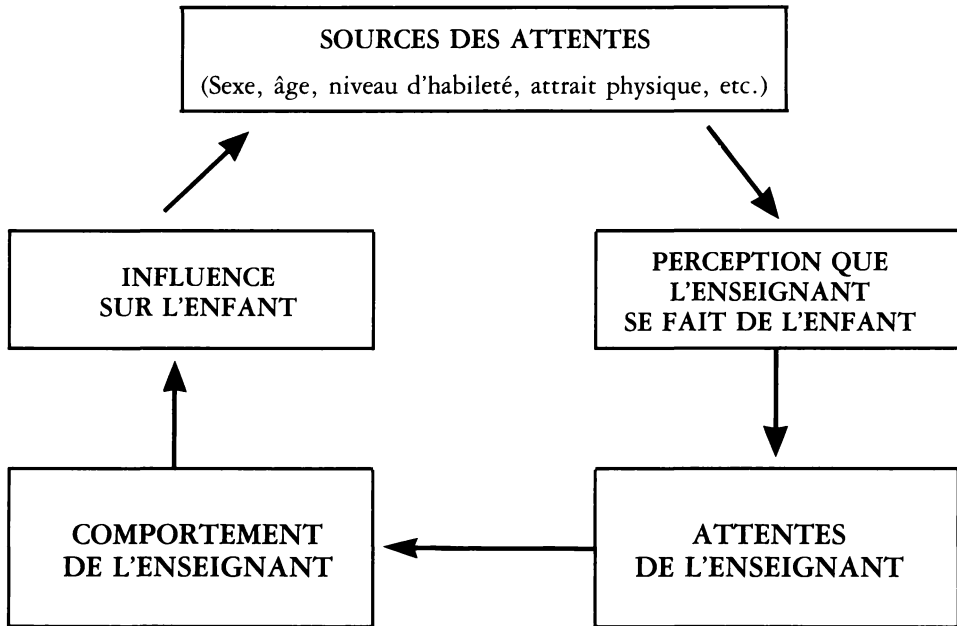 SOURCES DES ATTENTES
(Sexe, âge, niveau d'habileté, attrait physique, etc.)
INFLUENCE
SUR L'ENFANT
PERCEPTION QUE
L'ENSEIGNANT
SE FAIT DE L'ENFANT
COMPORTEMENT
DE L'ENSEIGNANT
ATTENTES
DE L'ENSEIGNANT